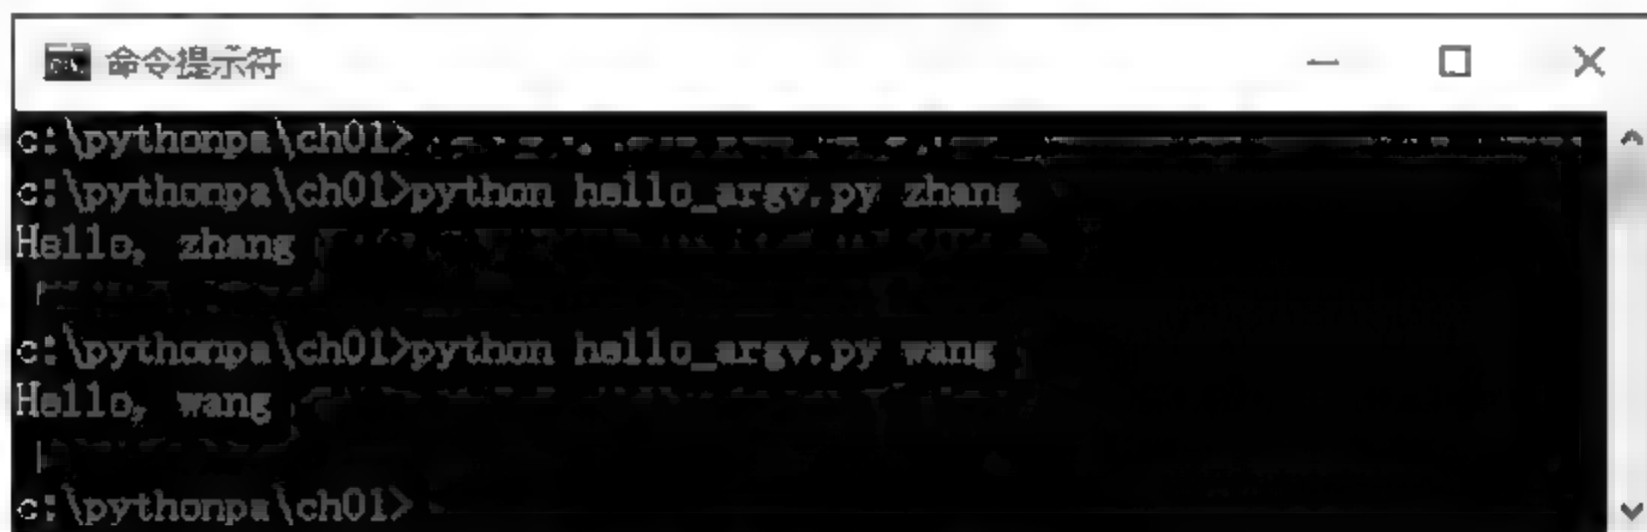 命令提示符
c:\pythonpa\ch01>
c:\pythonpa\ch01>python hello_argv.py zhang
Hello, zhang
c:\pythonpa\ch01>python hello_argv.py wang
Hello, wang
c:\pythonpa\ch01>